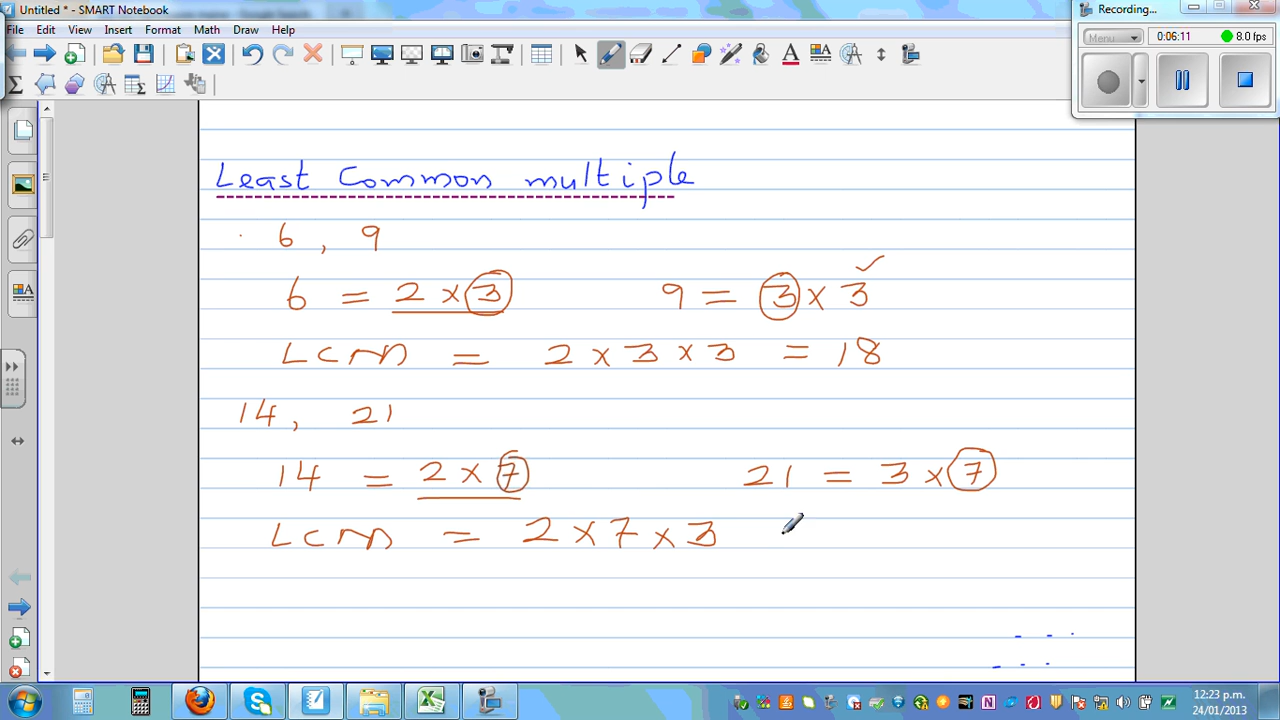 Untitled * - SMART Notebook
Recording...
File Edit View Insert Format Math Draw Help
Menu
0:06:11
8.0 fps
Least Common multiple
6 , 9
6 = 2 × 3 9 = 3 × 3
LCM = 2 × 3 × 3 = 18
14, 21
14 = 2 × 7 21 = 3 × 7
LCM = 2 × 7 × 3
12:23 p.m.
24/01/2013